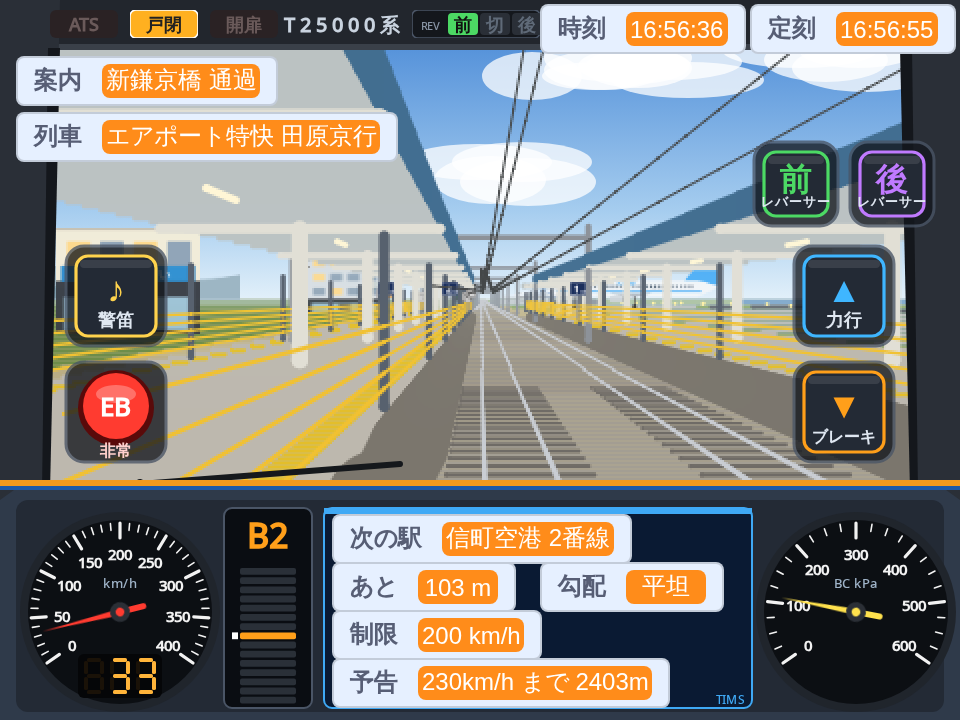 ATS 戸閉 開扉 T25000系 REV 前 切 後
時刻 16:56:36
定刻 16:56:55
案内 新鎌京橋 通過
列車 エアポート特快 田原京行
前 レバーサー
後 レバーサー
♪ 警笛
▲ 力行
EB 非常
▼ ブレーキ
0 50 100 150 200 250 300 350 400
km/h
33
B2
次の駅 信町空港 2番線
あと 103 m
勾配 平坦
制限 200 km/h
予告 230km/h まで 2403m
TIMS
0 100 200 300 400 500 600
BC kPa